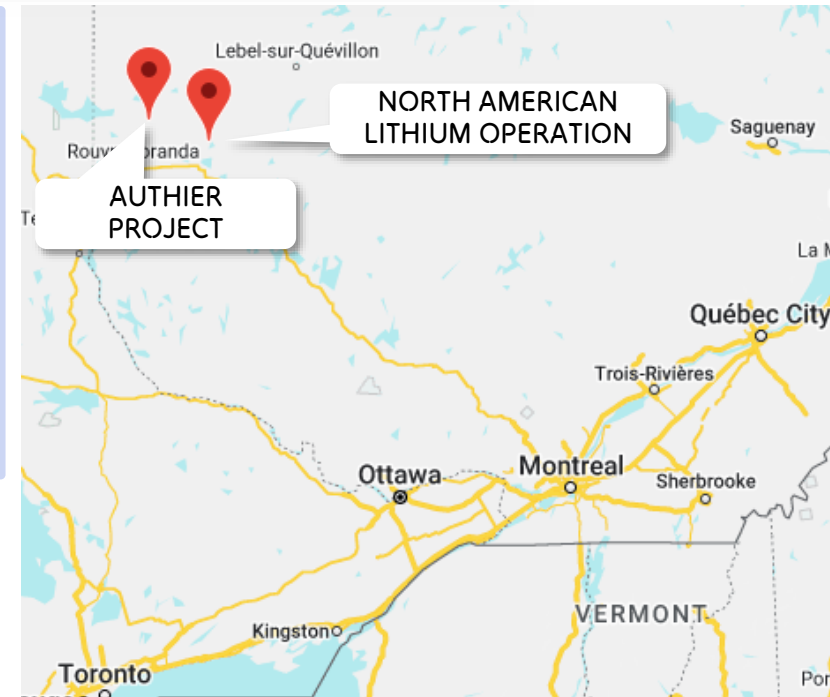 Lebel-sur-Quévillon
NORTH AMERICAN
LITHIUM OPERATION
Saguenay
AUTHIER
PROJECT
Québec City
Trois-Rivières
Ottawa
Montreal
Sherbrooke
VERMONT
Kingston
Toronto